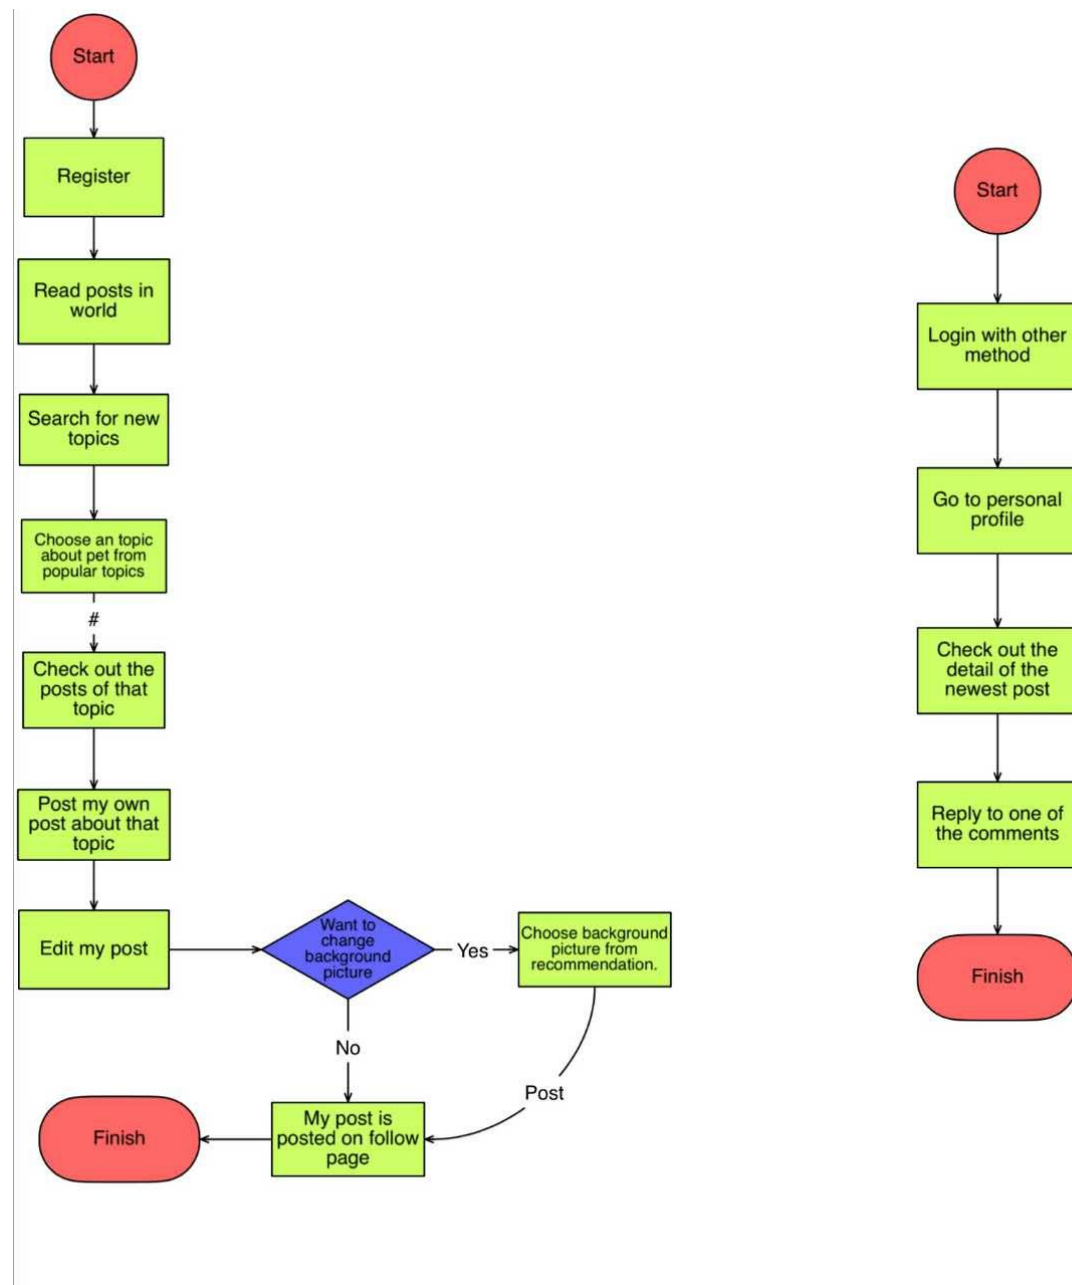 Start
Register
Read posts in
world
Search for new
topics
Choose an topic
about pet from
popular topics
#
Check out the
posts of that
topic
Post my own
post about that
topic
Edit my post
Want to
change
background
picture
Yes
Choose background
picture from
recommendation.
No
Post
My post is
posted on follow
page
Finish
Start
Login with other
method
Go to personal
profile
Check out the
detail of the
newest post
Reply to one of
the comments
Finish